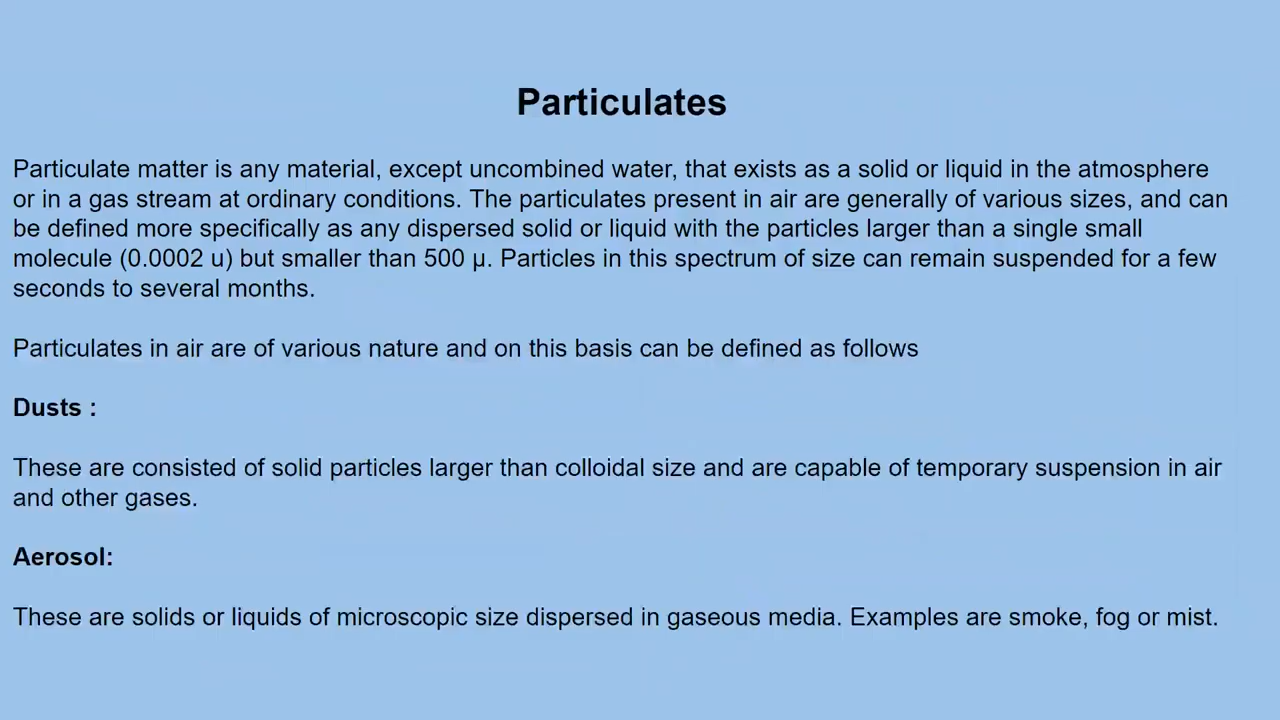 Particulates
Particulate matter is any material, except uncombined water, that exists as a solid or liquid in the atmosphere
or in a gas stream at ordinary conditions. The particulates present in air are generally of various sizes, and can
be defined more specifically as any dispersed solid or liquid with the particles larger than a single small
molecule (0.0002 u) but smaller than 500 µ. Particles in this spectrum of size can remain suspended for a few
seconds to several months.
Particulates in air are of various nature and on this basis can be defined as follows
Dusts :
These are consisted of solid particles larger than colloidal size and are capable of temporary suspension in air
and other gases.
Aerosol:
These are solids or liquids of microscopic size dispersed in gaseous media. Examples are smoke, fog or mist.